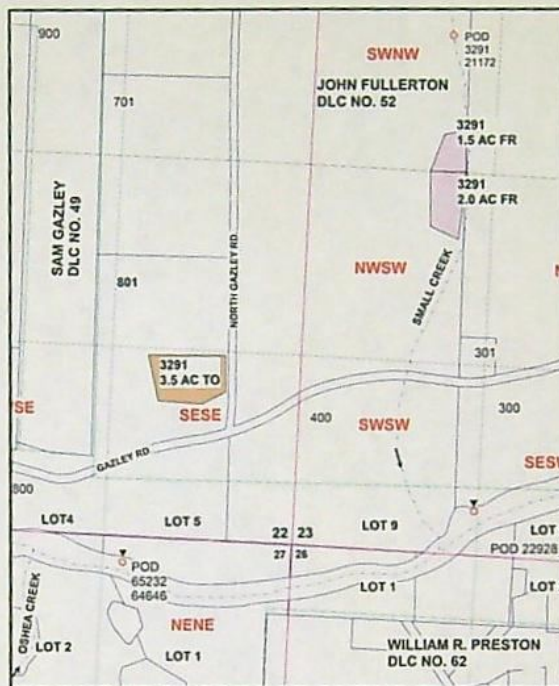 900
SWNW
POD
3291
21172
JOHN FULLERTON
DLC NO. 52
701
3291
1.5 AC FR
3291
2.0 AC FR
SAM GAZLEY
DLC NO. 49
NORTH GAZLEY RD
801
NWSW
SMALL CREEK
301
3291
3.5 AC TO
SE
SESE
400
SWSW
300
GAZLEY RD
SESW
800
LOT4
LOT 5
22 23
LOT 9
LOT
27 26
POD 22928
POD
65232
64646
OSHEA CREEK
LOT 1
LOT
NENE
LOT 2
LOT 1
WILLIAM R. PRESTON
DLC NO. 62